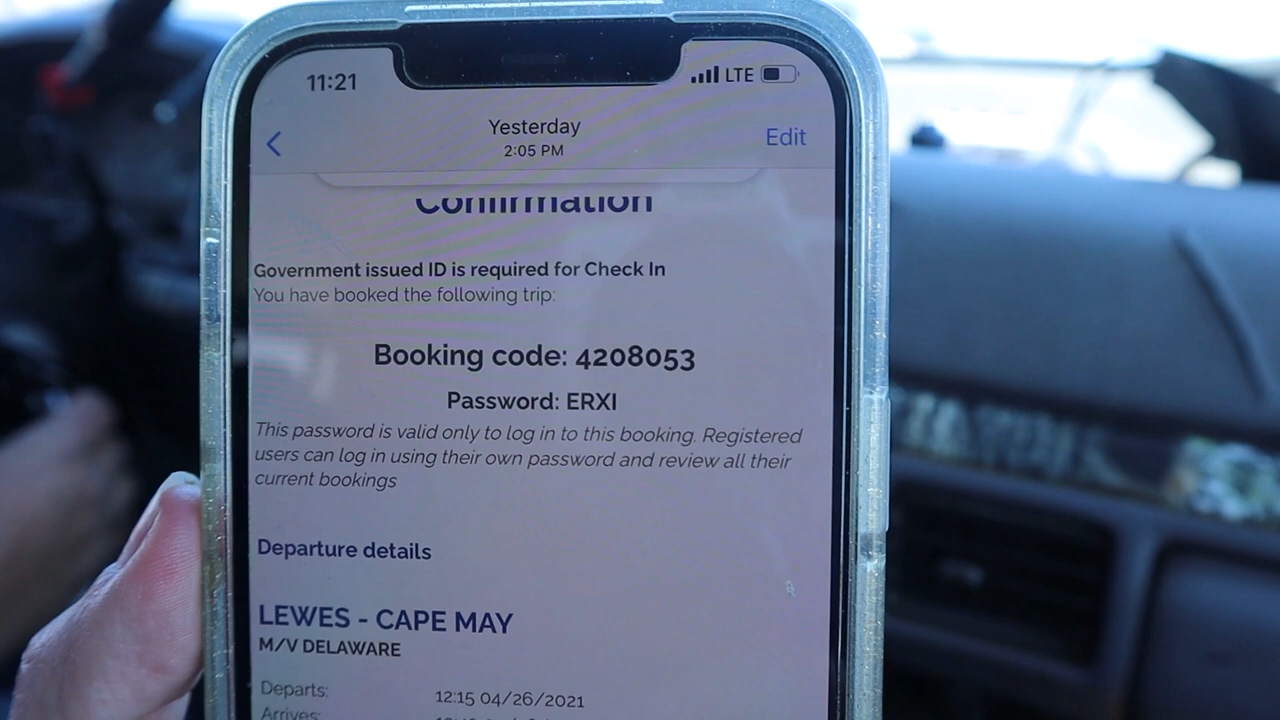 11:21 LTE
Yesterday
2:05 PM
Edit
Confirmation
Government issued ID is required for Check In
You have booked the following trip:
Booking code: 4208053
Password: ERXI
This password is valid only to log in to this booking. Registered
users can log in using their own password and review all their
current bookings
Departure details
LEWES - CAPE MAY
M/V DELAWARE
Departs: 12:15 04/26/2021
Arrives: